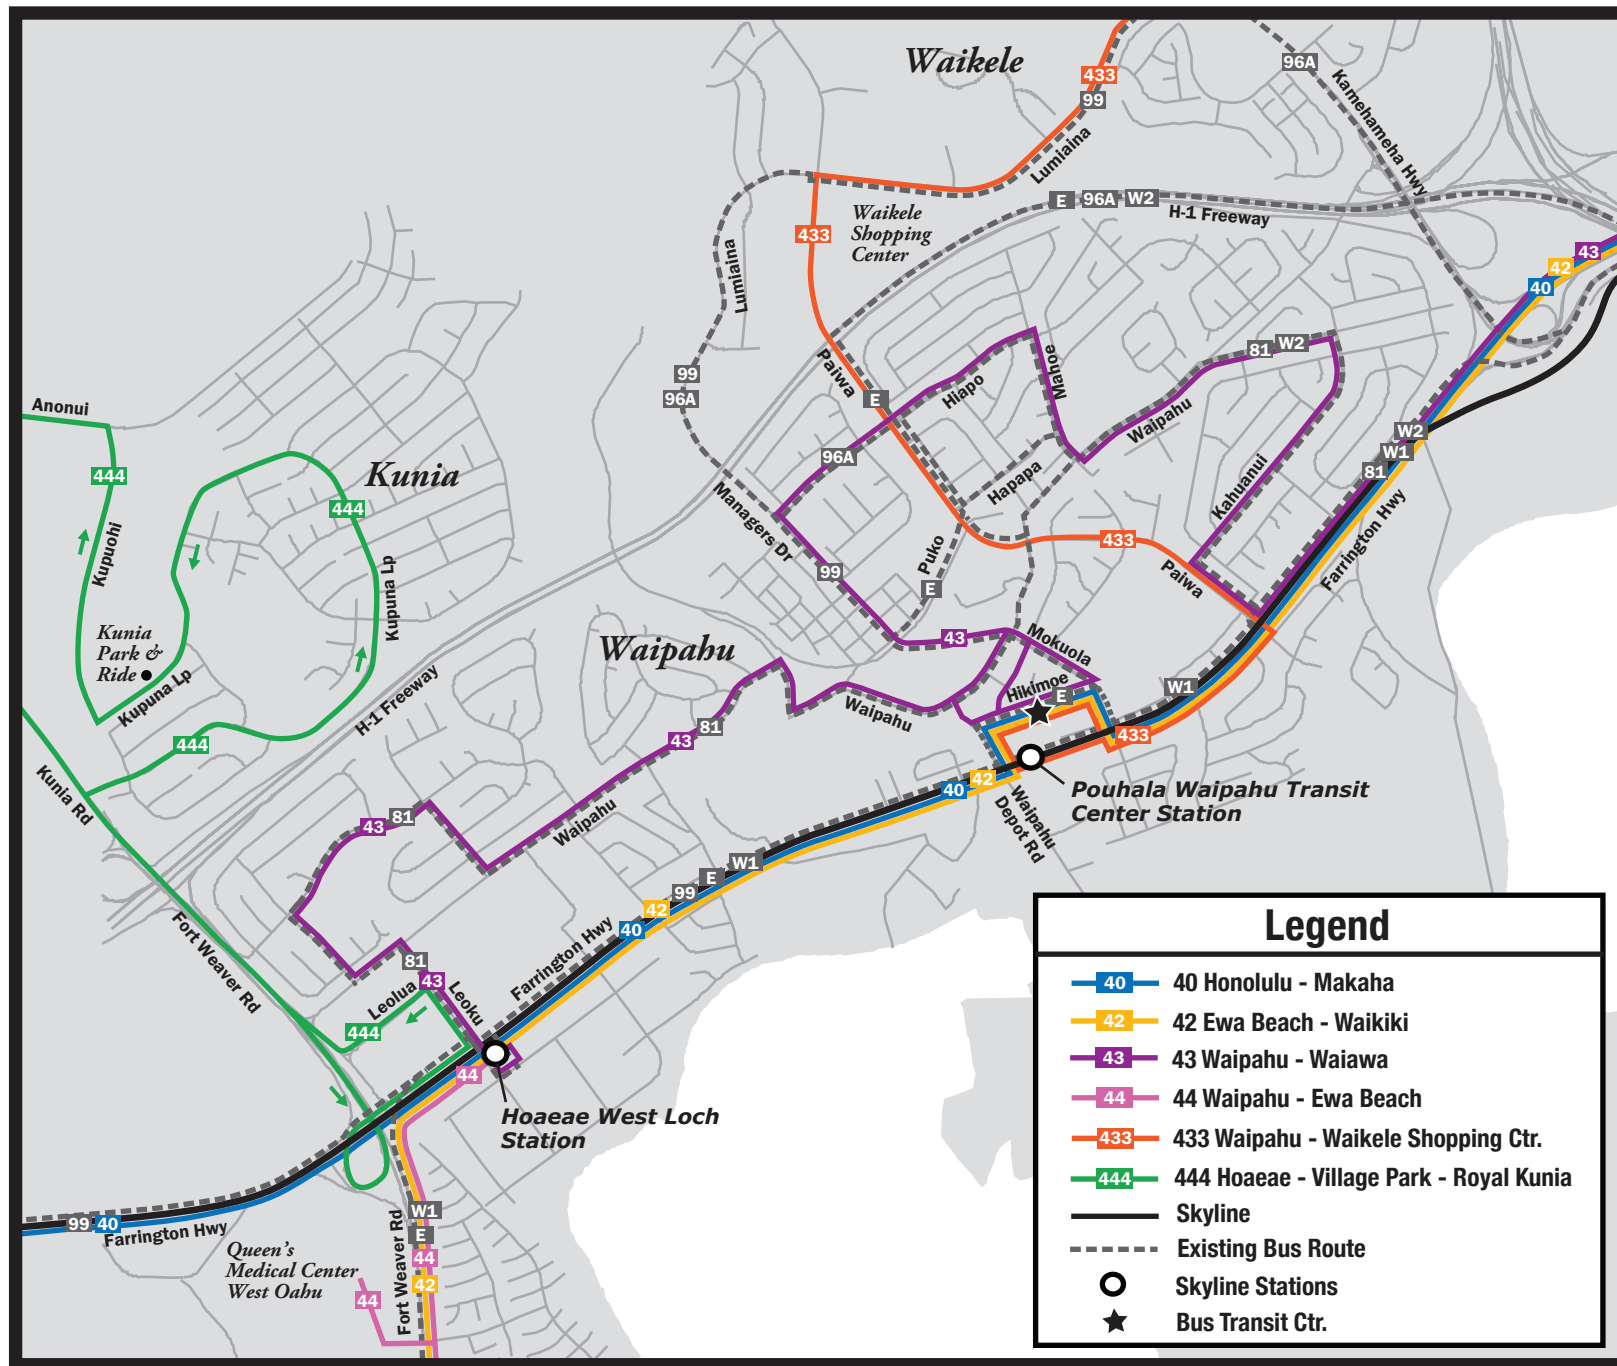 Waikele
433
99
96A
Kamehameha Hwy
Lumiaina
E
96A
W2
H-1 Freeway
Waikele
Shopping
Center
433
Lumiaina
43
42
40
99
96A
Paiwa
E
Hiapo
Mahoe
81
W2
Waipahu
Anonui
444
Kunia
444
96A
Hapapa
Kahuanui
W2
W1
81
Farrington Hwy
Managers Dr
Kupuohi
Kupuna Lp
99
Puko
E
433
Paiwa
Kunia
Park &
Ride
Kupuna Lp
444
H-1 Freeway
Waipahu
43
Mokuola
Hikimoe
E
W1
433
Waipahu
81
43
Kunia Rd
40
42
Waipahu
Depot Rd
Pouhala Waipahu Transit
Center Station
43
81
Waipahu
W1
E
99
42
40
Farrington Hwy
Fort Weaver Rd
81
43
Leolua
Leoku
444
44
Hoaeae West Loch
Station
99
40
Farrington Hwy
Queen's
Medical Center
West Oahu
44
Fort Weaver Rd
W1
E
44
42
Legend
40 40 Honolulu - Makaha
42 42 Ewa Beach - Waikiki
43 43 Waipahu - Waiawa
44 44 Waipahu - Ewa Beach
433 433 Waipahu - Waikele Shopping Ctr.
444 444 Hoaeae - Village Park - Royal Kunia
Skyline
Existing Bus Route
Skyline Stations
Bus Transit Ctr.